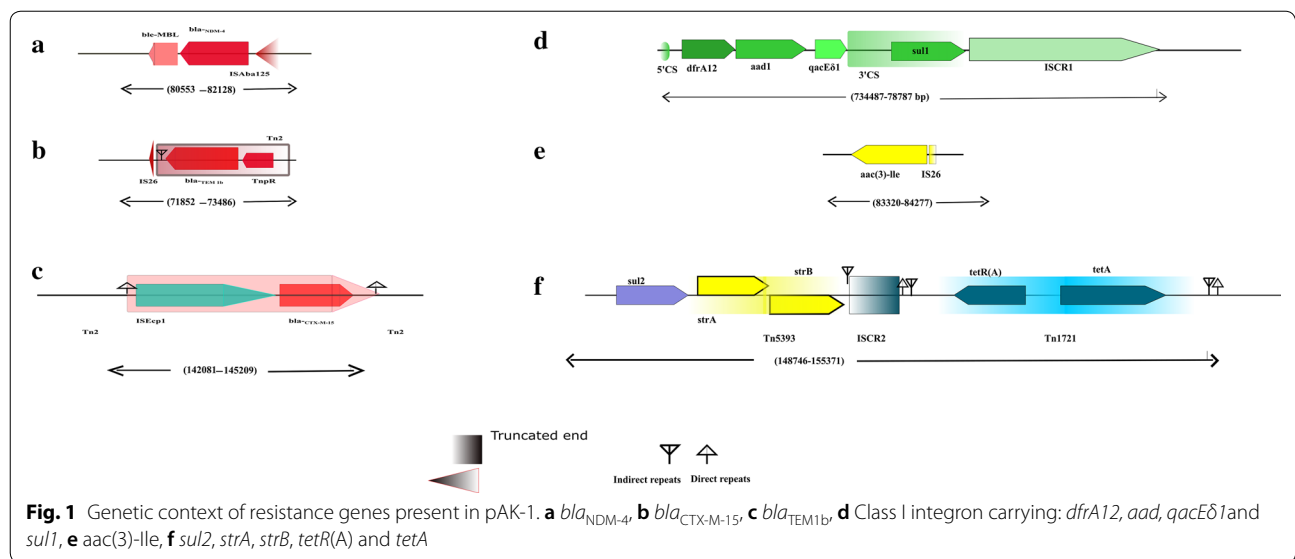 a
ble-MBL
bla-NDM-4
ISAba125
(80553 –82128)
b
Tn2
IS26
bla-TEM 1b
TnpR
(71852 –73486)
c
ISEcp1
bla-CTX-M-15
Tn2
Tn2
(142081–145209)
d
5'CS
dfrA12
aad1
qacEδ1
3'CS
sul1
ISCR1
(734487-78787 bp)
e
aac(3)-IIe
IS26
(83320-84277)
f
sul2
strA
strB
Tn5393
ISCR2
tetR(A)
tetA
Tn1721
(148746-155371)
Truncated end
Indirect repeats
Direct repeats
Fig. 1 Genetic context of resistance genes present in pAK-1. a blaNDM-4, b blaCTX-M-15, c blaTEM1b, d Class I integron carrying: dfrA12, aad, qacEδ1and
sul1, e aac(3)-IIe, f sul2, strA, strB, tetR(A) and tetA